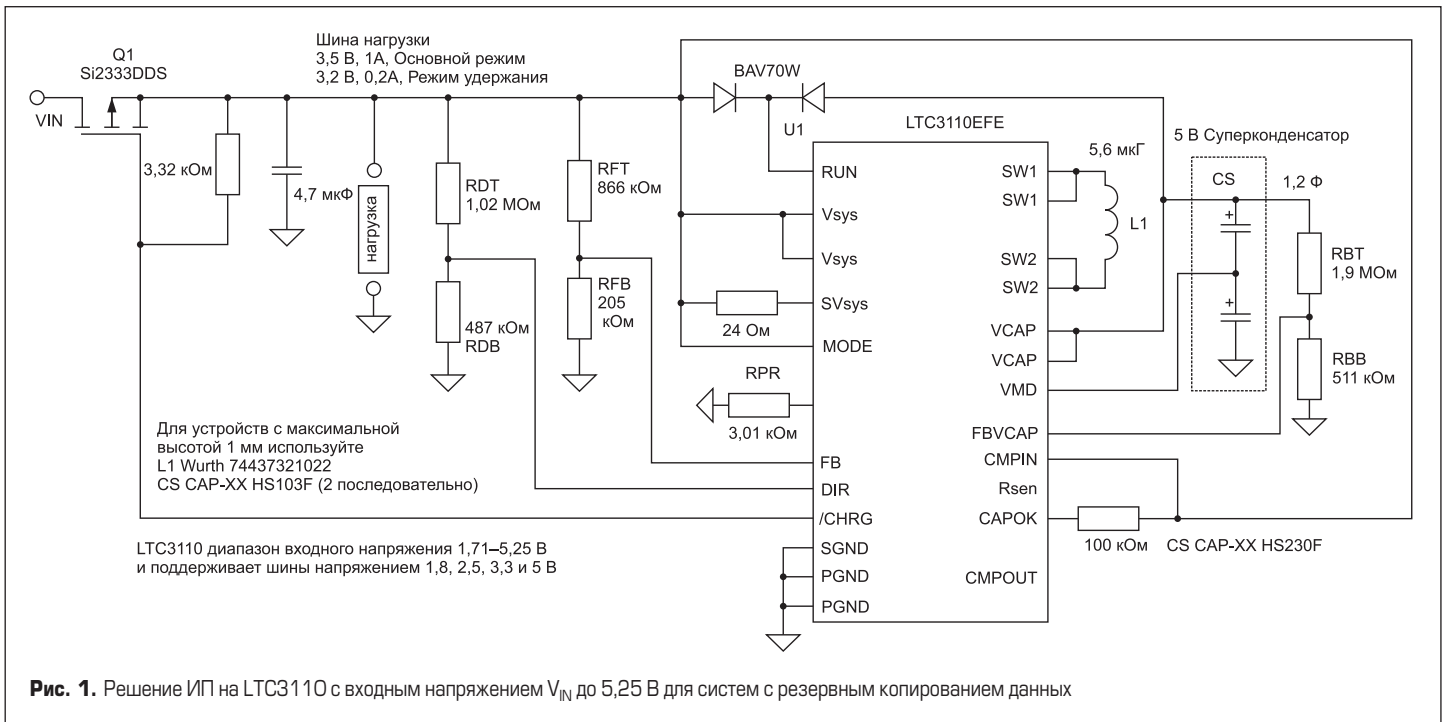 Q1
Si2333DDS
VIN
3,32 кОм
4,7 мкФ
Шина нагрузки
3,5 В, 1А, Основной режим
3,2 В, 0,2А, Режим удержания
нагрузка
RDT
1,02 МОм
487 кОм
RDB
RFT
866 кОм
RFB
205
кОм
BAV70W
U1
LTC3110EFE
RUN
Vsys
Vsys
SVsys
24 Ом
MODE
RPR
3,01 кОм
FB
DIR
/CHRG
SGND
PGND
PGND
SW1
SW1
SW2
SW2
VCAP
VCAP
VMD
FBVCAP
CMPIN
Rsen
CAPOK
CMPOUT
5,6 мкГ
L1
5 В Суперконденсатор
CS
1,2 Ф
+
+
RBT
1,9 МОм
RBB
511 кОм
100 кОм
CS CAP-XX HS230F
Для устройств с максимальной
высотой 1 мм используйте
L1 Wurth 74437321022
CS CAP-XX HS103F (2 последовательно)
LTC3110 диапазон входного напряжения 1,71–5,25 В
и поддерживает шины напряжением 1,8, 2,5, 3,3 и 5 В
Рис. 1. Решение ИП на LTC3110 с входным напряжением VIN до 5,25 В для систем с резервным копированием данных